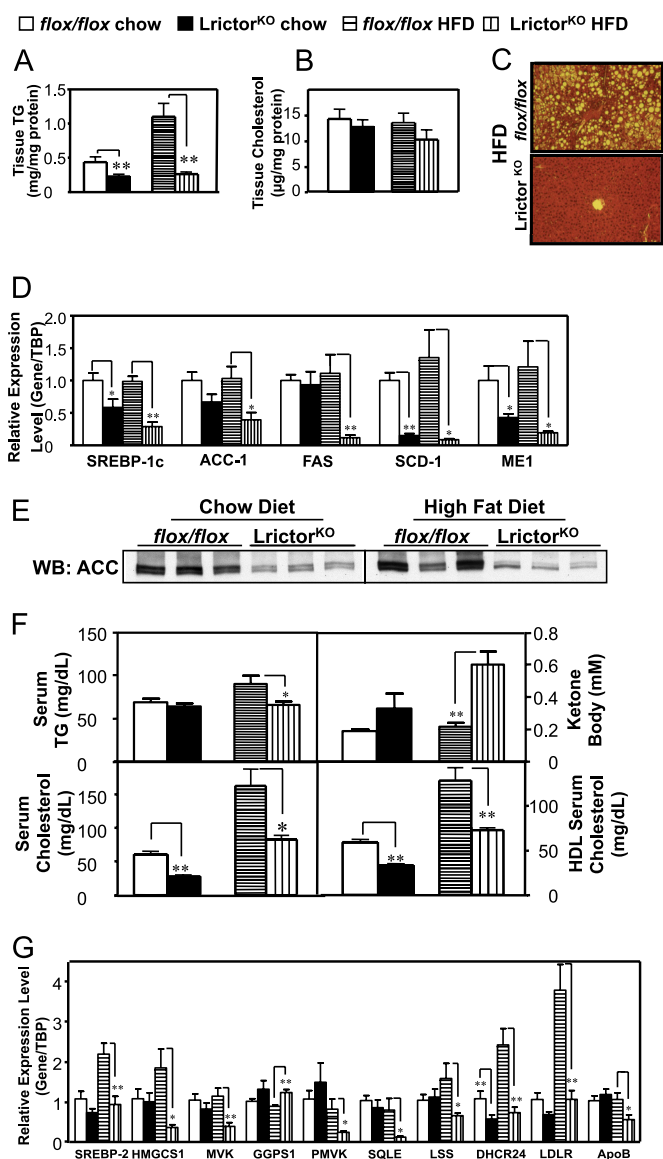 flox/flox chow Lrictor^KO chow flox/flox HFD Lrictor^KO HFD
A
Tissue TG
(mg/mg protein)
1.5
1.0
0.5
0
**
**
B
Tissue Cholesterol
(µg/mg protein)
15
10
5
0
C
HFD
flox/flox
Lrictor KO
D
Relative Expression
Level (Gene/TBP)
2.0
1.5
1.0
0.5
0
* ** * ** ** * * *
SREBP-1c ACC-1 FAS SCD-1 ME1
E
Chow Diet High Fat Diet
flox/flox Lrictor^KO flox/flox Lrictor^KO
WB: ACC
F
Serum
TG (mg/dL)
150
100
50
0
*
0.8
0.6
0.4
0.2
0
**
Ketone
Body (mM)
Serum
Cholesterol
(mg/dL)
150
100
50
0
**
*
100
50
0
**
**
HDL Serum
Cholesterol
(mg/dL)
G
Relative Expression Level
(Gene/TBP)
4
2
1
0
** * ** ** * * * ** ** ** *
SREBP-2 HMGCS1 MVK GGPS1 PMVK SQLE LSS DHCR24 LDLR ApoB